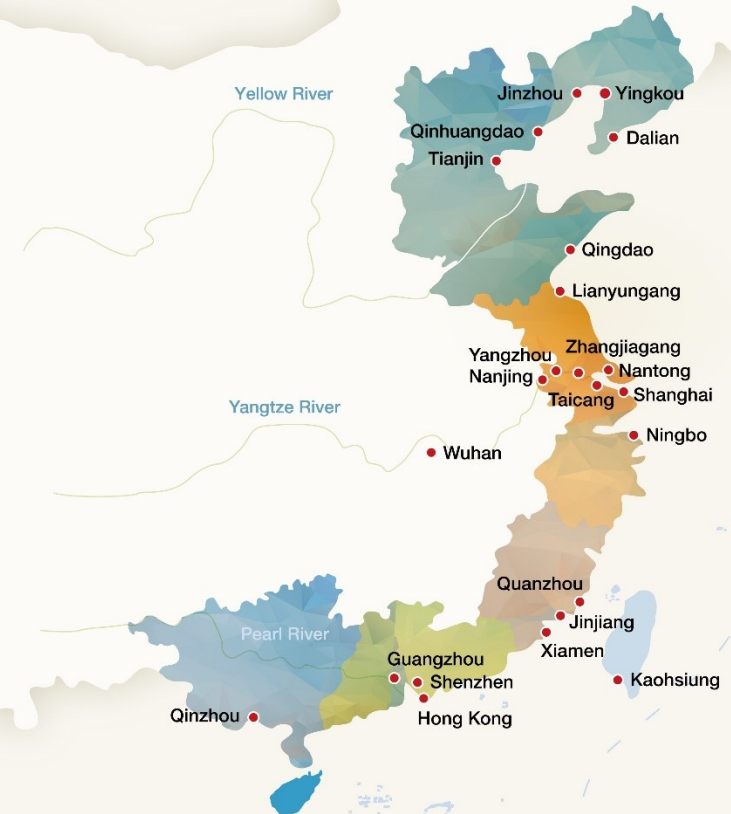 Yellow River
Jinzhou
Yingkou
Qinhuangdao
Dalian
Tianjin
Qingdao
Lianyungang
Zhangjiagang
Yangzhou
Nantong
Nanjing
Taicang
Shanghai
Yangtze River
Ningbo
Wuhan
Quanzhou
Jinjiang
Pearl River
Xiamen
Guangzhou
Shenzhen
Kaohsiung
Qinzhou
Hong Kong